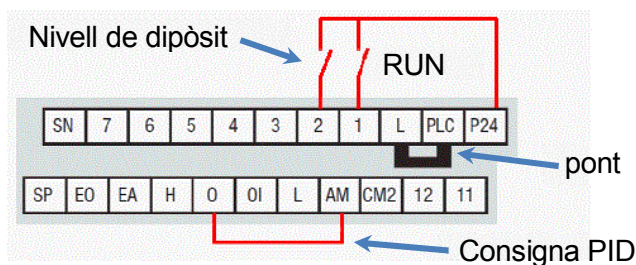 Nivell de dipòsit
RUN
SN 7 6 5 4 3 2 1 L PLC P24
pont
SP EO EA H O OI L AM CM2 12 11
Consigna PID